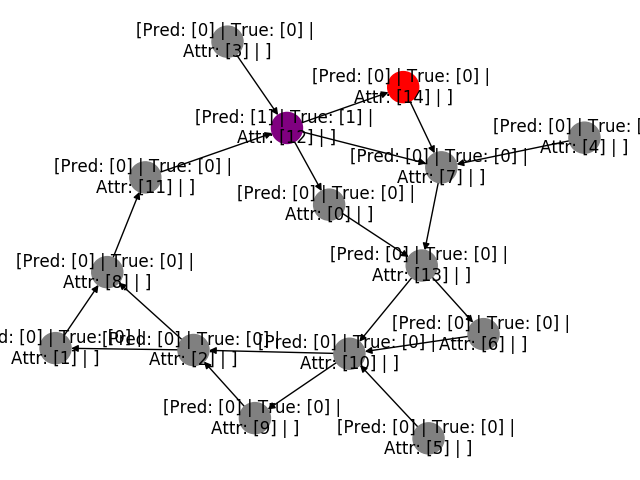 [Pred: [0] | True: [0] |
Attr: [3] | ]
[Pred: [0] | True: [0] |
Attr: [14] | ]
[Pred: [1] | True: [1] |
Attr: [12] | ]
[Pred: [0] | True: [
Attr: [4] | ]
[Pred: [0] | True: [0] |
Attr: [7] | ]
[Pred: [0] | True: [0] |
Attr: [11] | ]
[Pred: [0] | True: [0] |
Attr: [0] | ]
[Pred: [0] | True: [0] |
Attr: [13] | ]
[Pred: [0] | True: [0] |
Attr: [8] | ]
[Pred: [0] | True: [0] |
Attr: [6] | ]
d: [0] | True: [0] |
Attr: [1] | ]
[Pred: [0] | True: [0] |
Attr: [2] | ]
[Pred: [0] | True: [0] |
Attr: [10] | ]
[Pred: [0] | True: [0] |
Attr: [9] | ]
[Pred: [0] | True: [0] |
Attr: [5] | ]